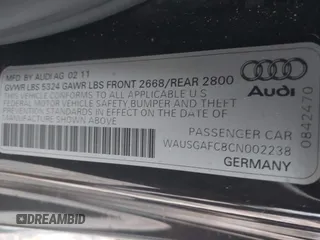 MFD. BY AUDI AG 02 11
GVWR LBS 5324 GAWR LBS FRONT 2668/REAR 2800
THIS VEHICLE CONFORMS TO ALL APPLICABLE U.S.
FEDERAL MOTOR VEHICLE SAFETY, BUMPER AND THEFT
PREVENTION STANDARDS IN EFFECT ON THE DATE OF
MANUFACTURE SHOWN ABOVE.
Audi
0842470
PASSENGER CAR
WAUSGAFC8CN002238
GERMANY
DREAMBID